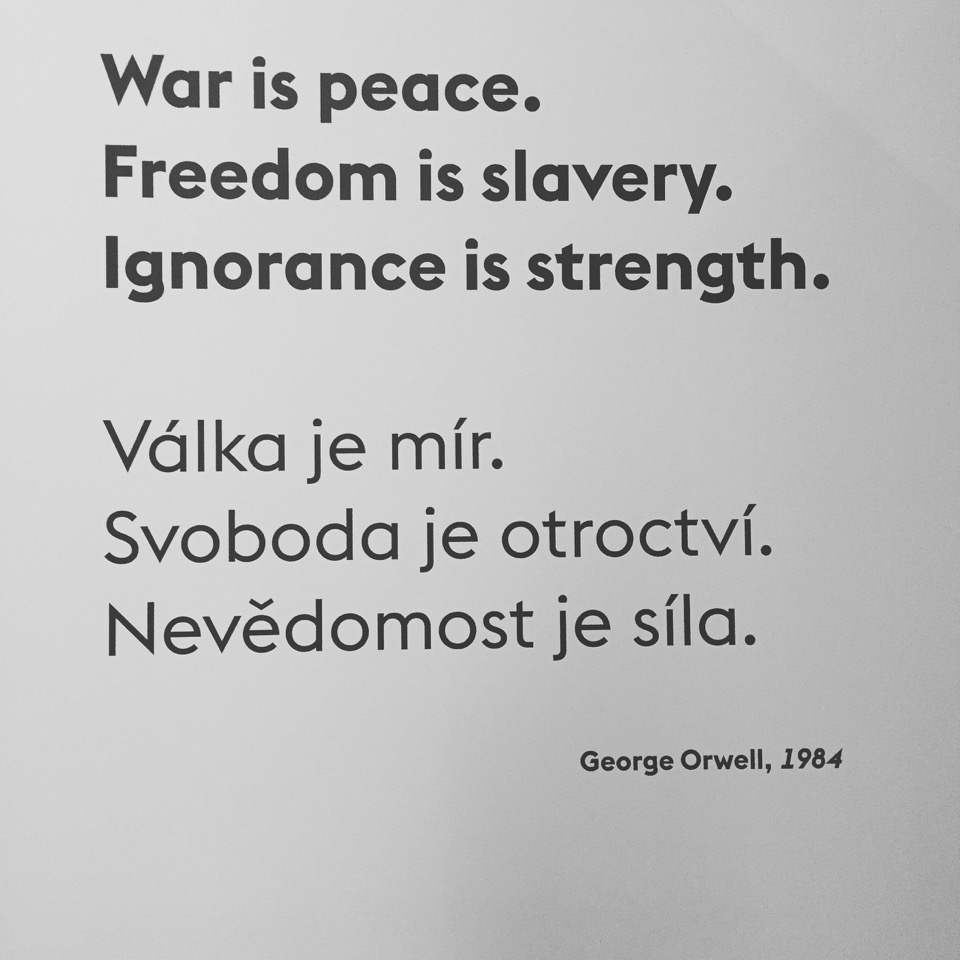 War is peace.
Freedom is slavery.
Ignorance is strength.
Válka je mír.
Svoboda je otroctví.
Nevědomost je síla.
George Orwell, 1984